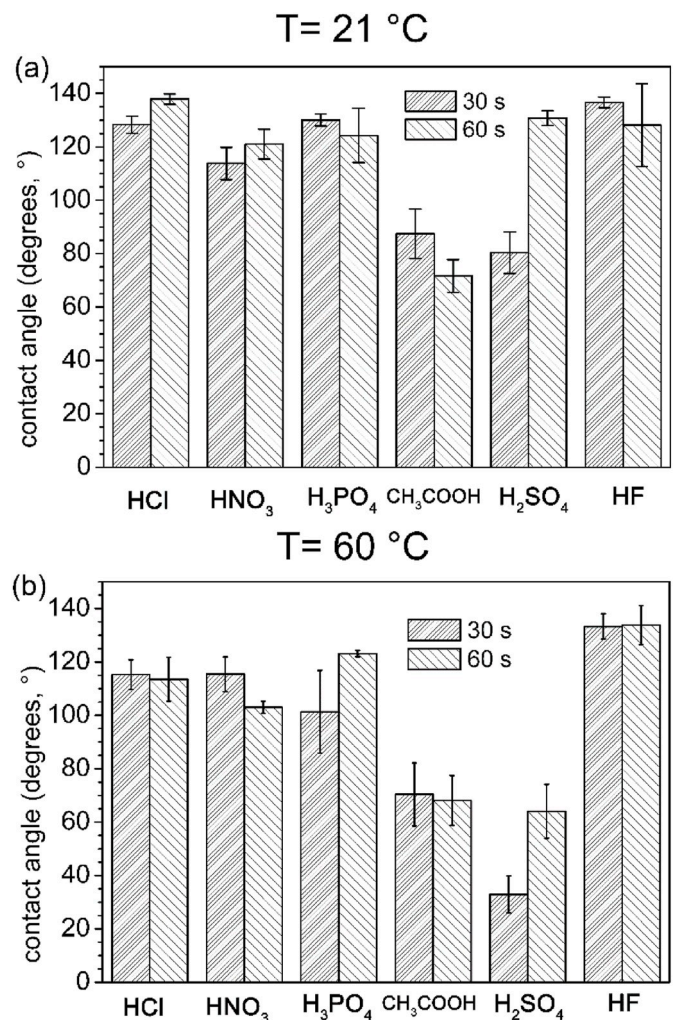 T= 21 °C
(a)
140
120
100
80
60
40
20
0
contact angle (degrees, °)
30 s
60 s
HCl HNO₃ H₃PO₄ CH₃COOH H₂SO₄ HF
T= 60 °C
(b)
140
120
100
80
60
40
20
0
contact angle (degrees, °)
30 s
60 s
HCl HNO₃ H₃PO₄ CH₃COOH H₂SO₄ HF